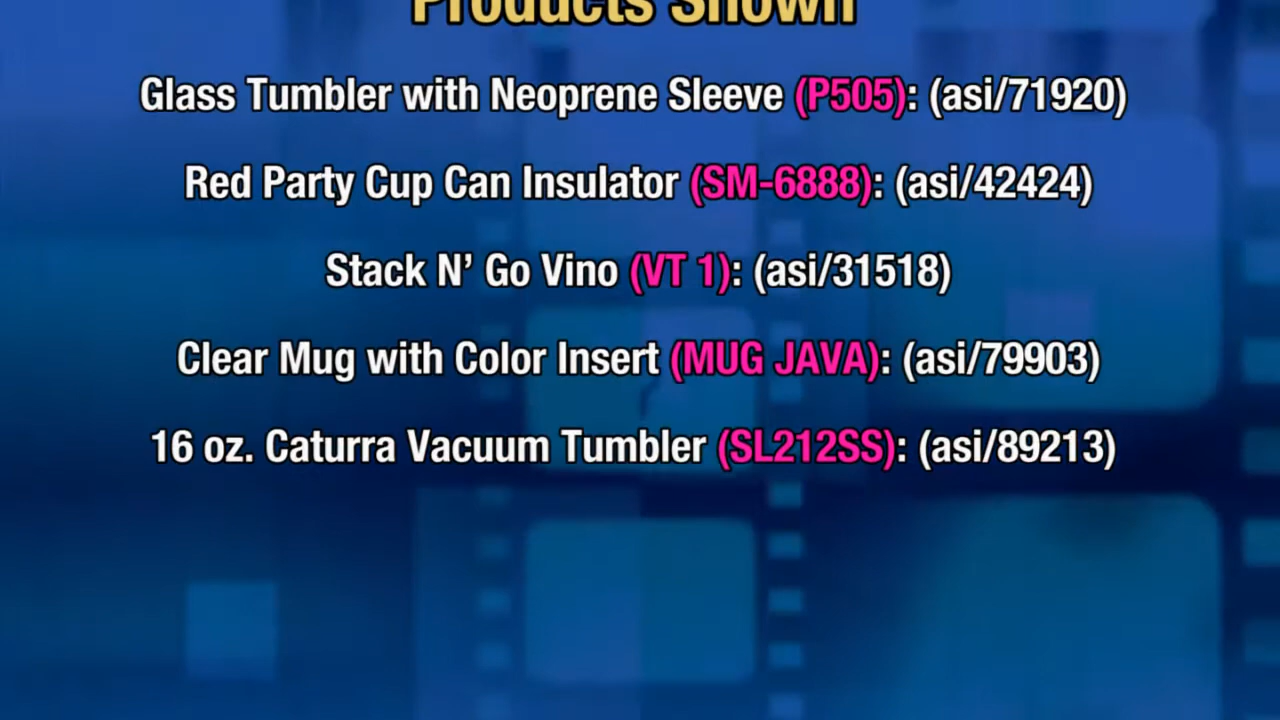 Products Shown
Glass Tumbler with Neoprene Sleeve (P505): (asi/71920)
Red Party Cup Can Insulator (SM-6888): (asi/42424)
Stack N’ Go Vino (VT 1): (asi/31518)
Clear Mug with Color Insert (MUG JAVA): (asi/79903)
16 oz. Caturra Vacuum Tumbler (SL212SS): (asi/89213)